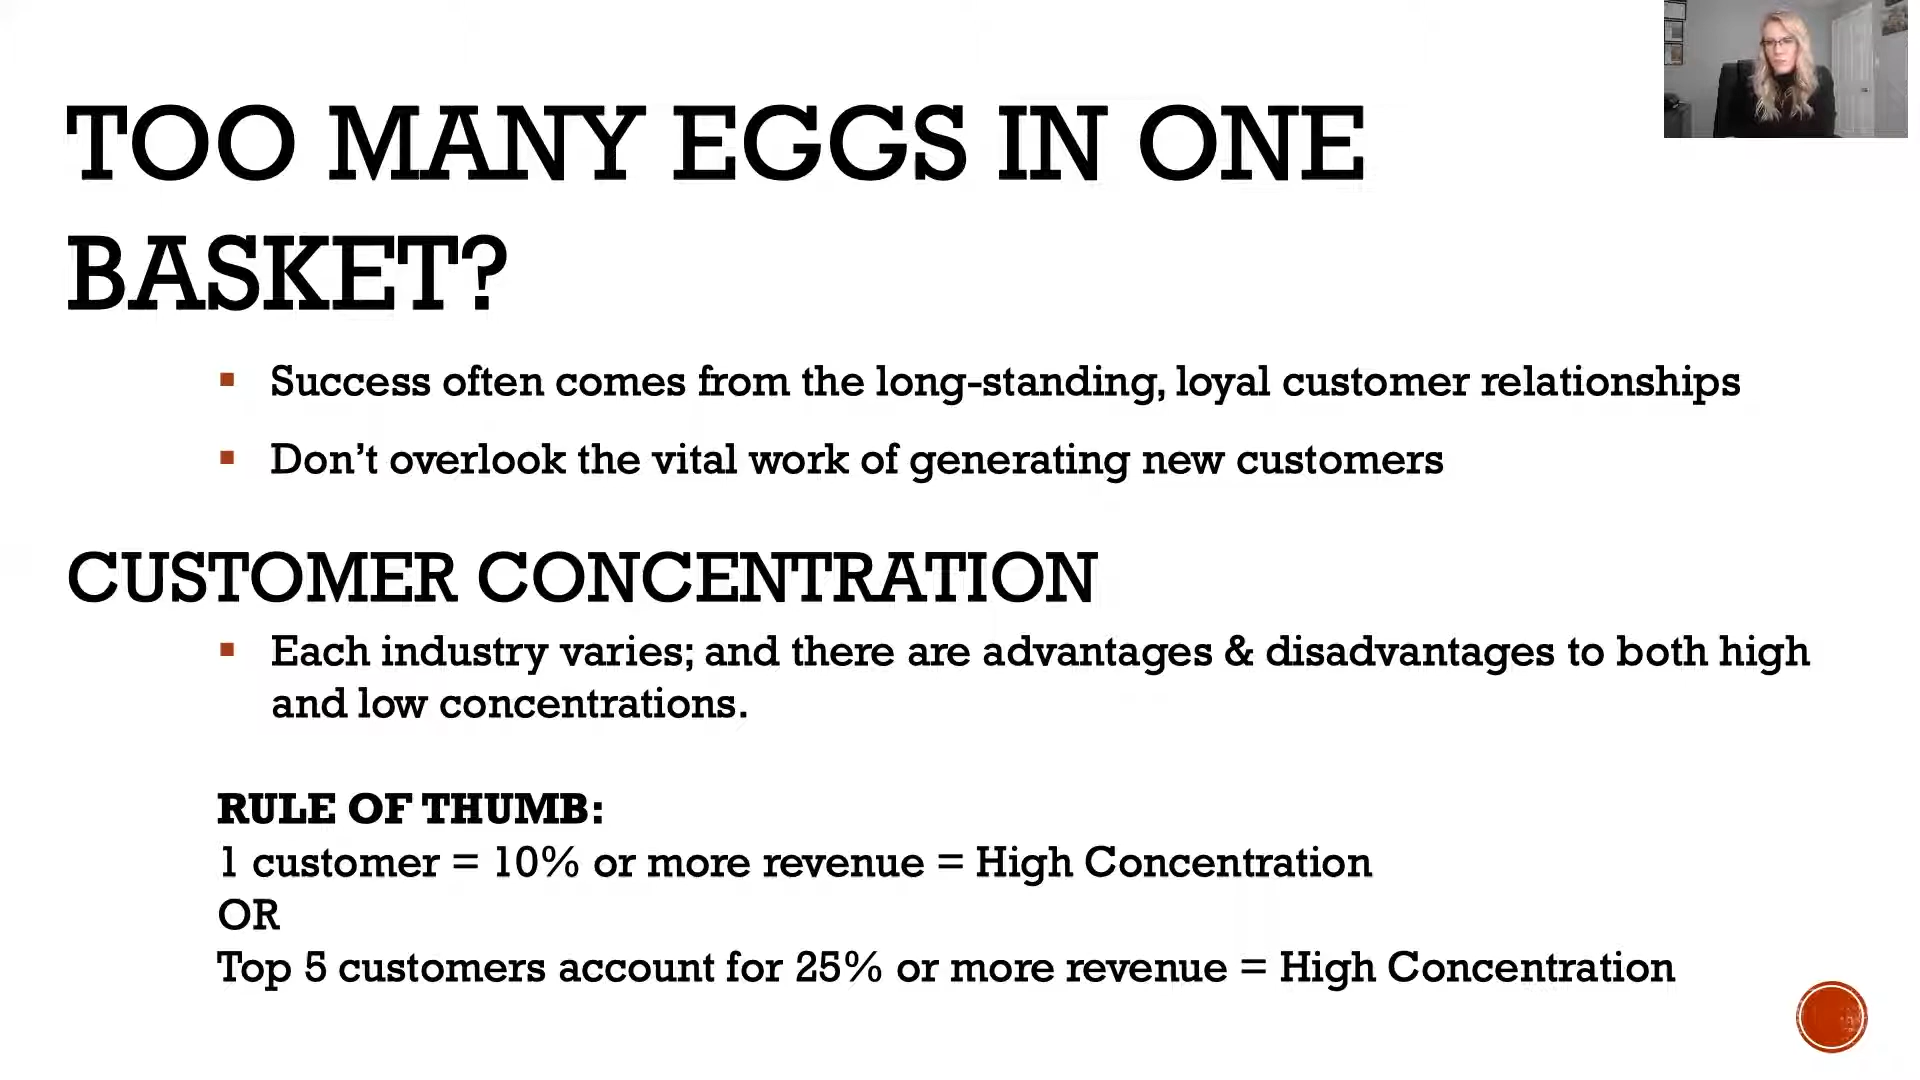 TOO MANY EGGS IN ONE
BASKET?
Success often comes from the long-standing, loyal customer relationships
Don’t overlook the vital work of generating new customers
CUSTOMER CONCENTRATION
Each industry varies; and there are advantages & disadvantages to both high
and low concentrations.
RULE OF THUMB:
1 customer = 10% or more revenue = High Concentration
OR
Top 5 customers account for 25% or more revenue = High Concentration